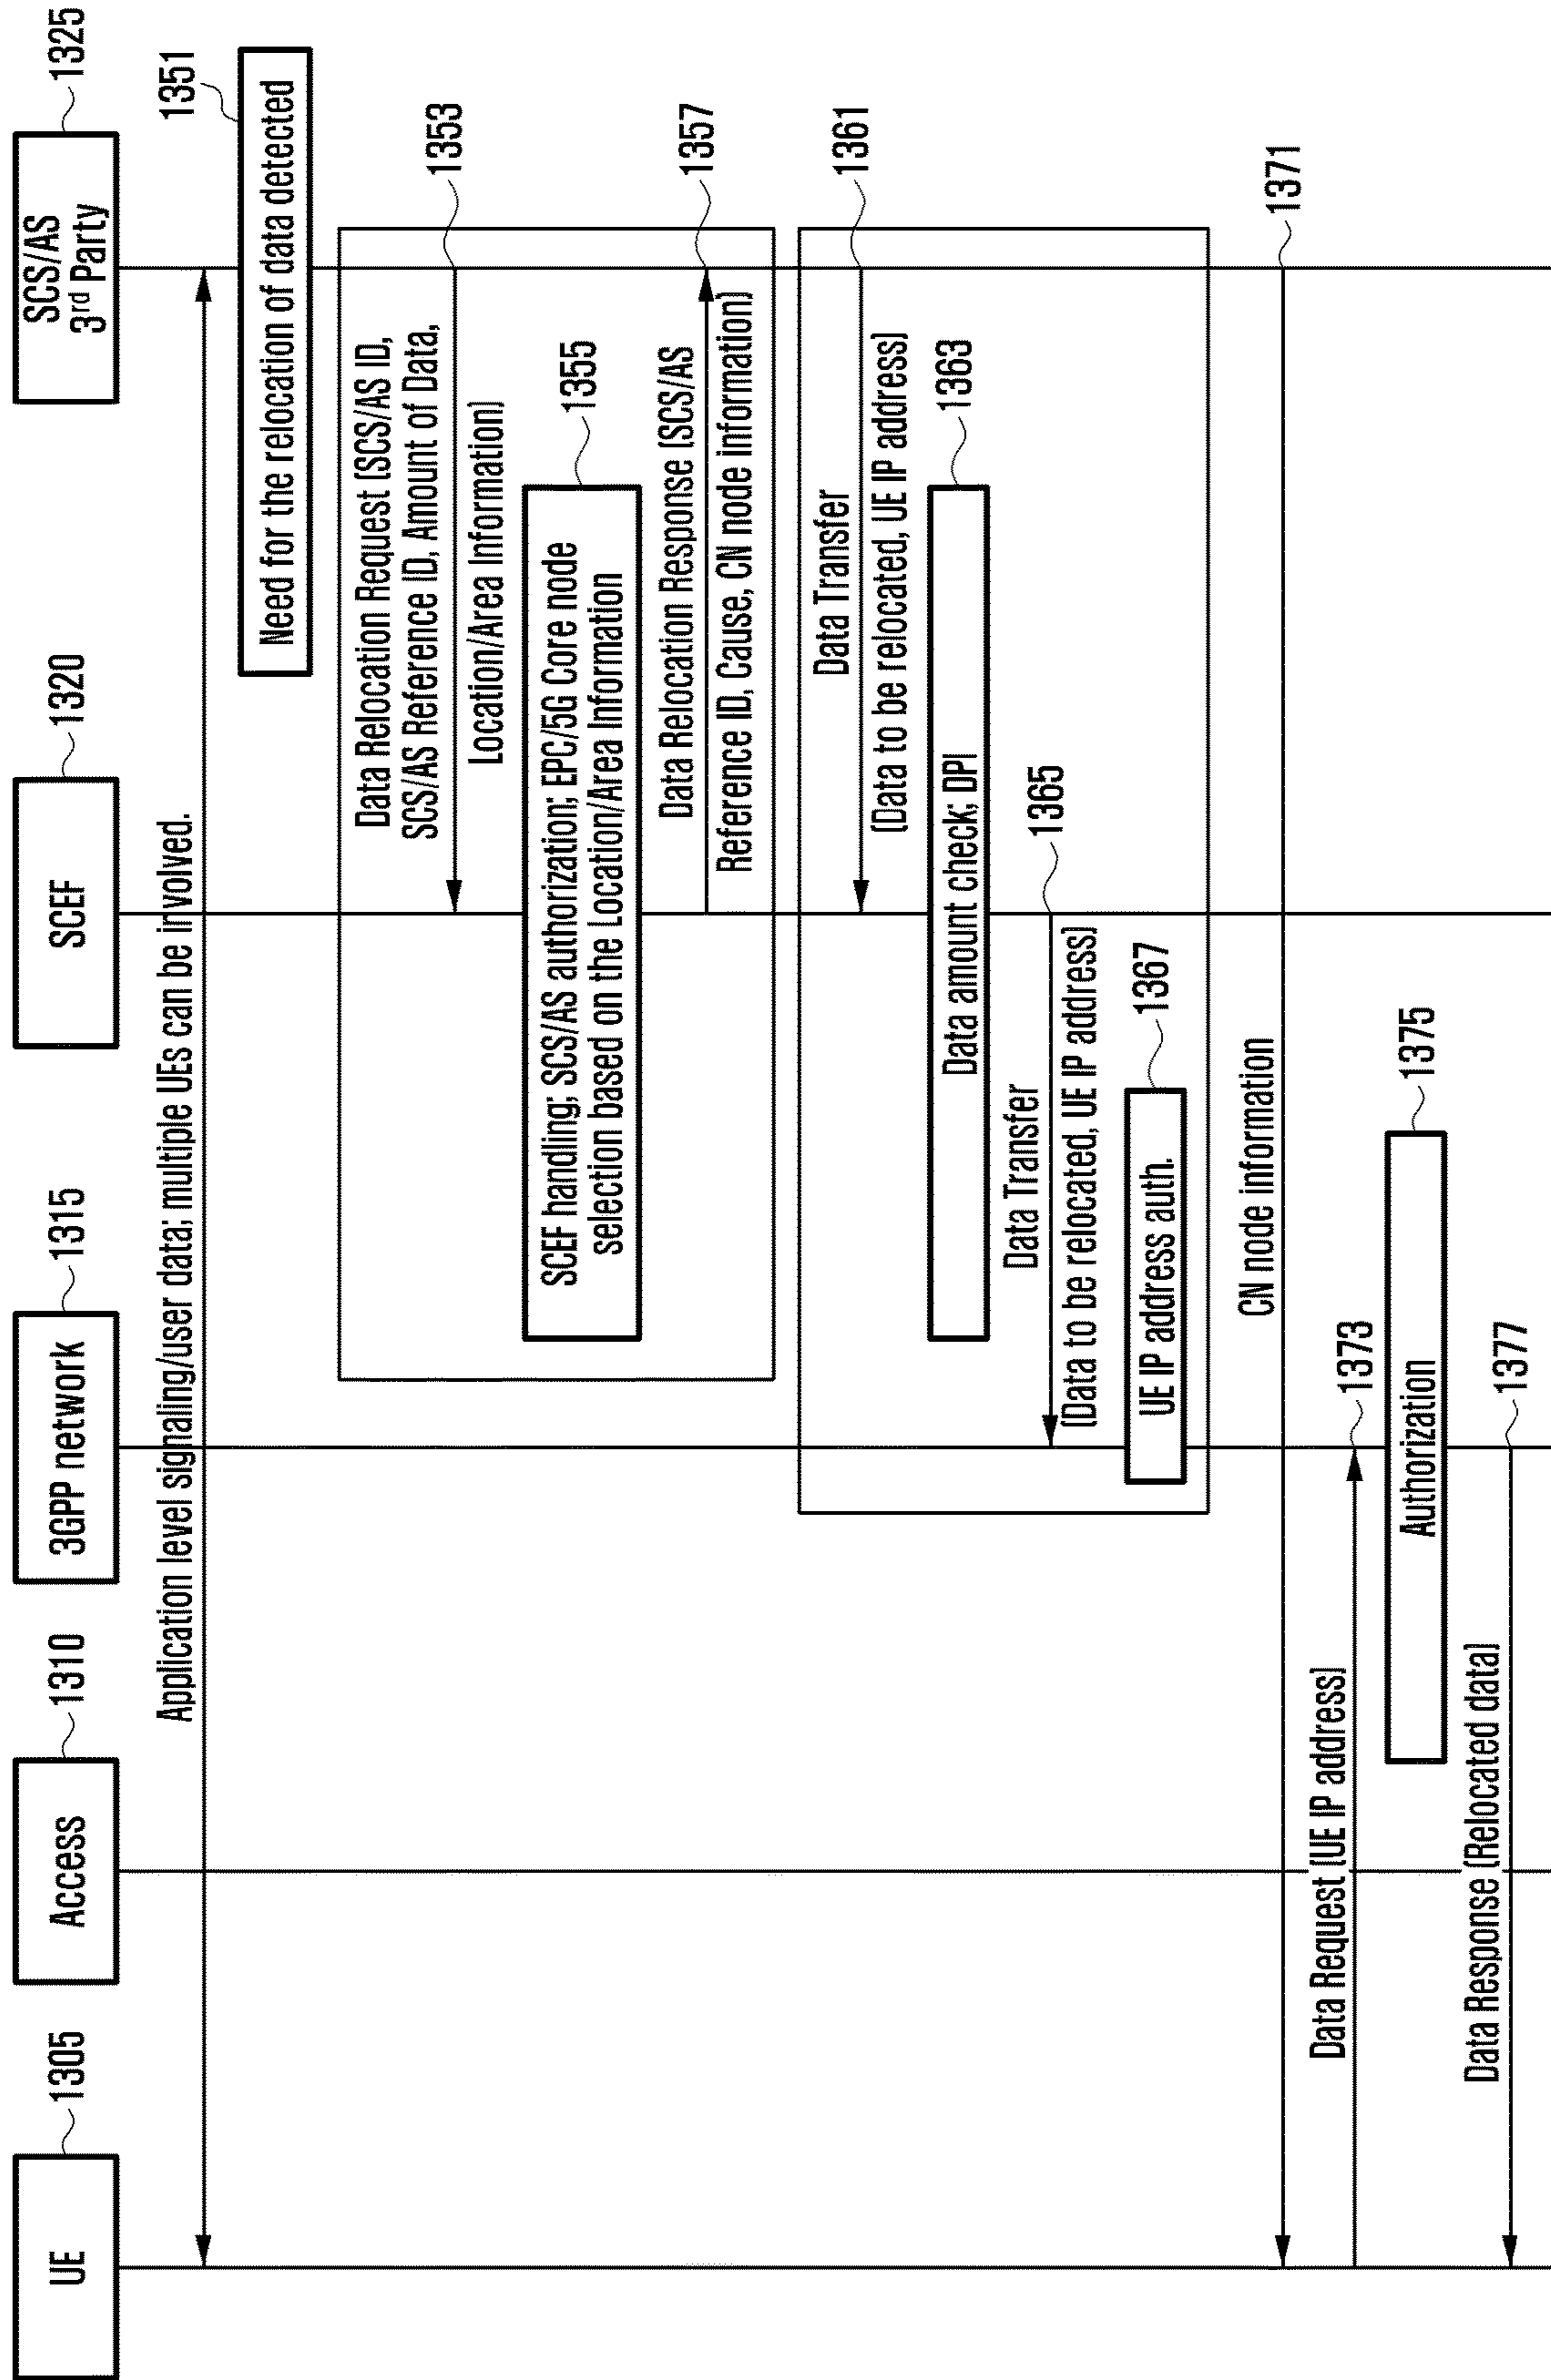 UE
1305
Access
1310
3GPP network
1315
SCEF
1320
SCS/AS
3rd Party
1325
Application level signaling/user data; multiple UEs can be involved.
1351
Need for the relocation of data detected
Data Relocation Request (SCS/AS ID,
SCS/AS Reference ID, Amount of Data,
1353
Location/Area Information)
1355
SCEF handling; SCS/AS authorization; EPC/5G Core node
selection based on the Location/Area Information
Data Relocation Response (SCS/AS
1357
Reference ID, Cause, CN node information)
Data Transfer
1361
(Data to be relocated, UE IP address)
1363
Data amount check; DPI
Data Transfer
1365
(Data to be relocated, UE IP address)
1367
UE IP address auth.
CN node information
1371
Data Request (UE IP address)
1373
1375
Authorization
Data Response (Relocated data)
1377